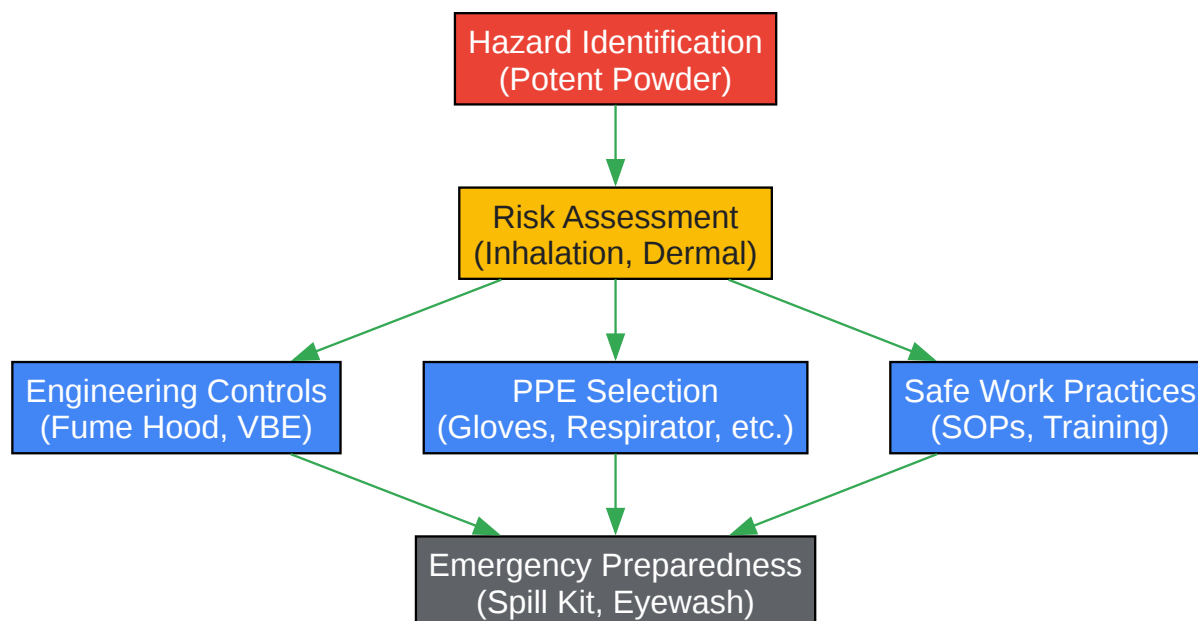 Hazard Identification
(Potent Powder)
Risk Assessment
(Inhalation, Dermal)
Engineering Controls
(Fume Hood, VBE)
PPE Selection
(Gloves, Respirator, etc.)
Safe Work Practices
(SOPs, Training)
Emergency Preparedness
(Spill Kit, Eyewash)